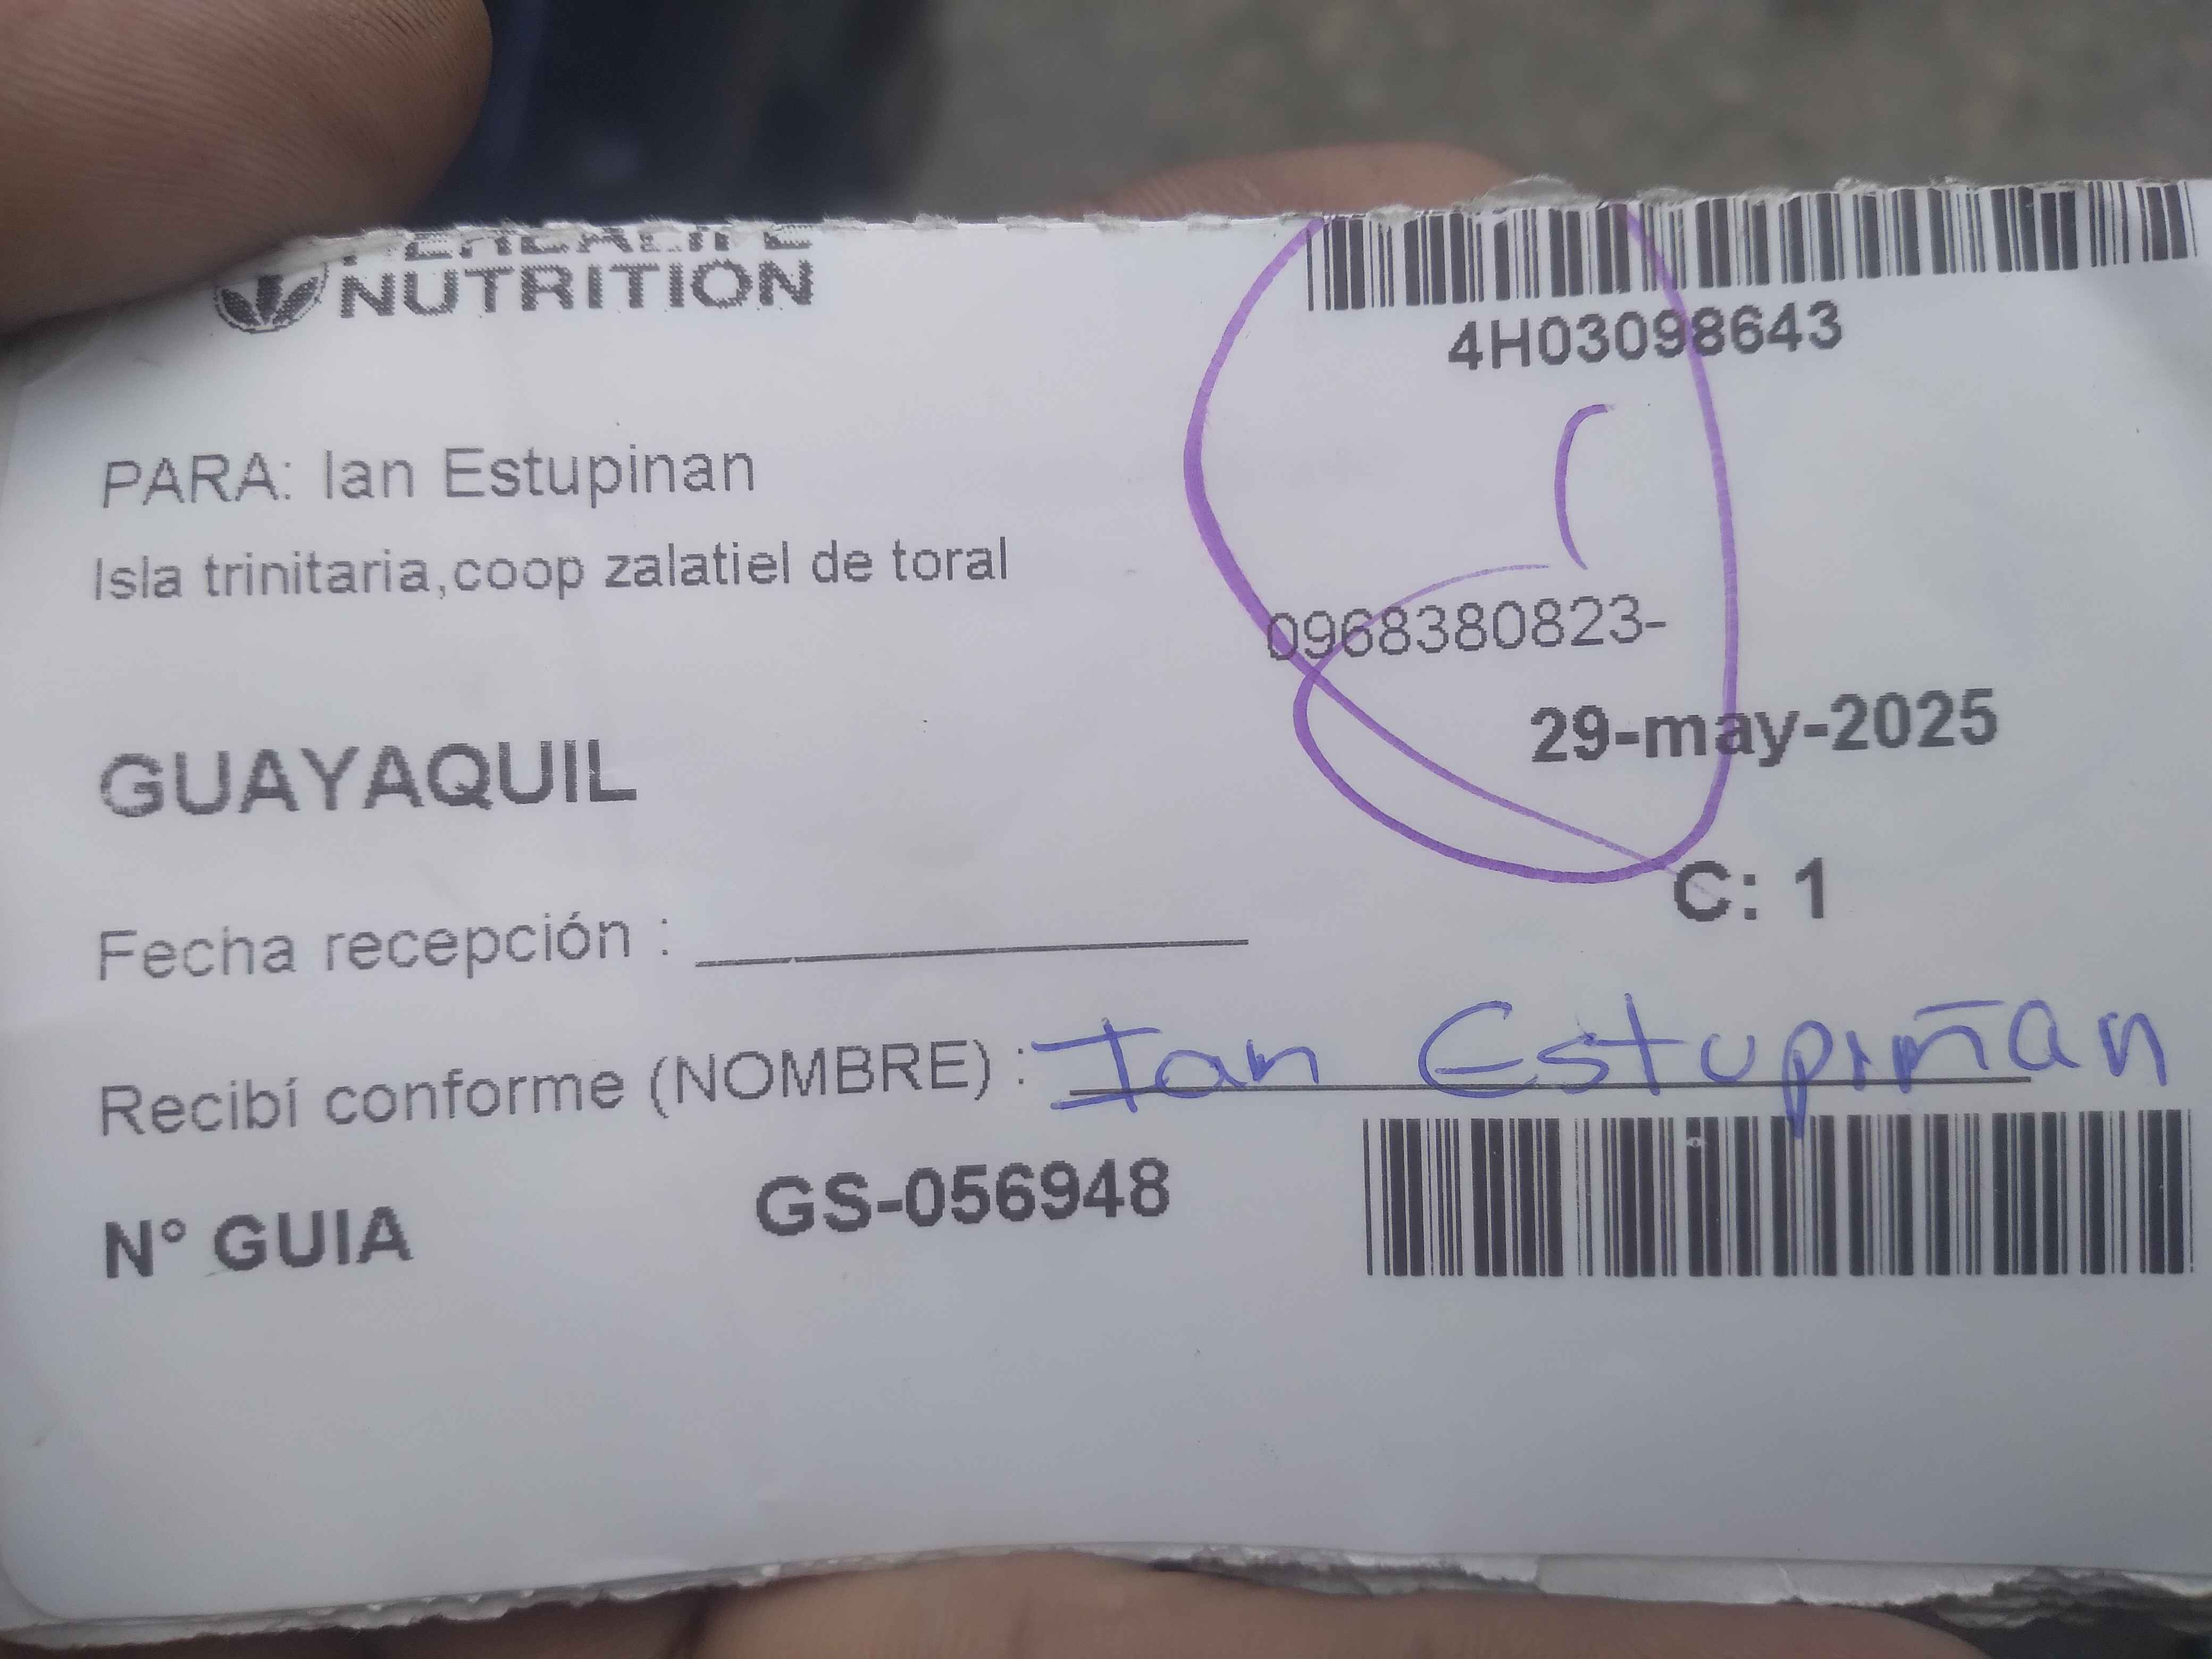 HERBALIFE
NUTRITION
4H03098643
PARA: Ian Estupinan
Isla trinitaria,coop zalatiel de toral
0968380823-
29-may-2025
GUAYAQUIL
C: 1
Fecha recepción :
Recibí conforme (NOMBRE) : Ian Estupiñan
N° GUIA GS-056948